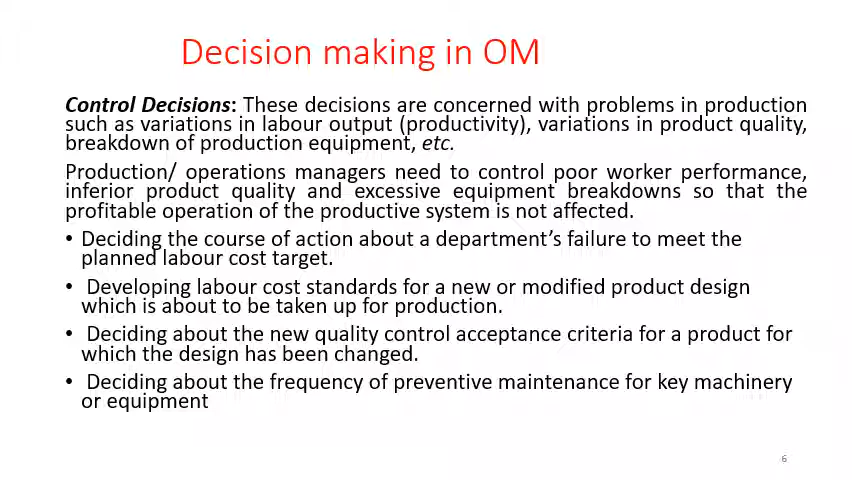 Decision making in OM
Control Decisions: These decisions are concerned with problems in production
such as variations in labour output (productivity), variations in product quality,
breakdown of production equipment, etc.
Production/ operations managers need to control poor worker performance,
inferior product quality and excessive equipment breakdowns so that the
profitable operation of the productive system is not affected.
• Deciding the course of action about a department’s failure to meet the
planned labour cost target.
• Developing labour cost standards for a new or modified product design
which is about to be taken up for production.
• Deciding about the new quality control acceptance criteria for a product for
which the design has been changed.
• Deciding about the frequency of preventive maintenance for key machinery
or equipment
6